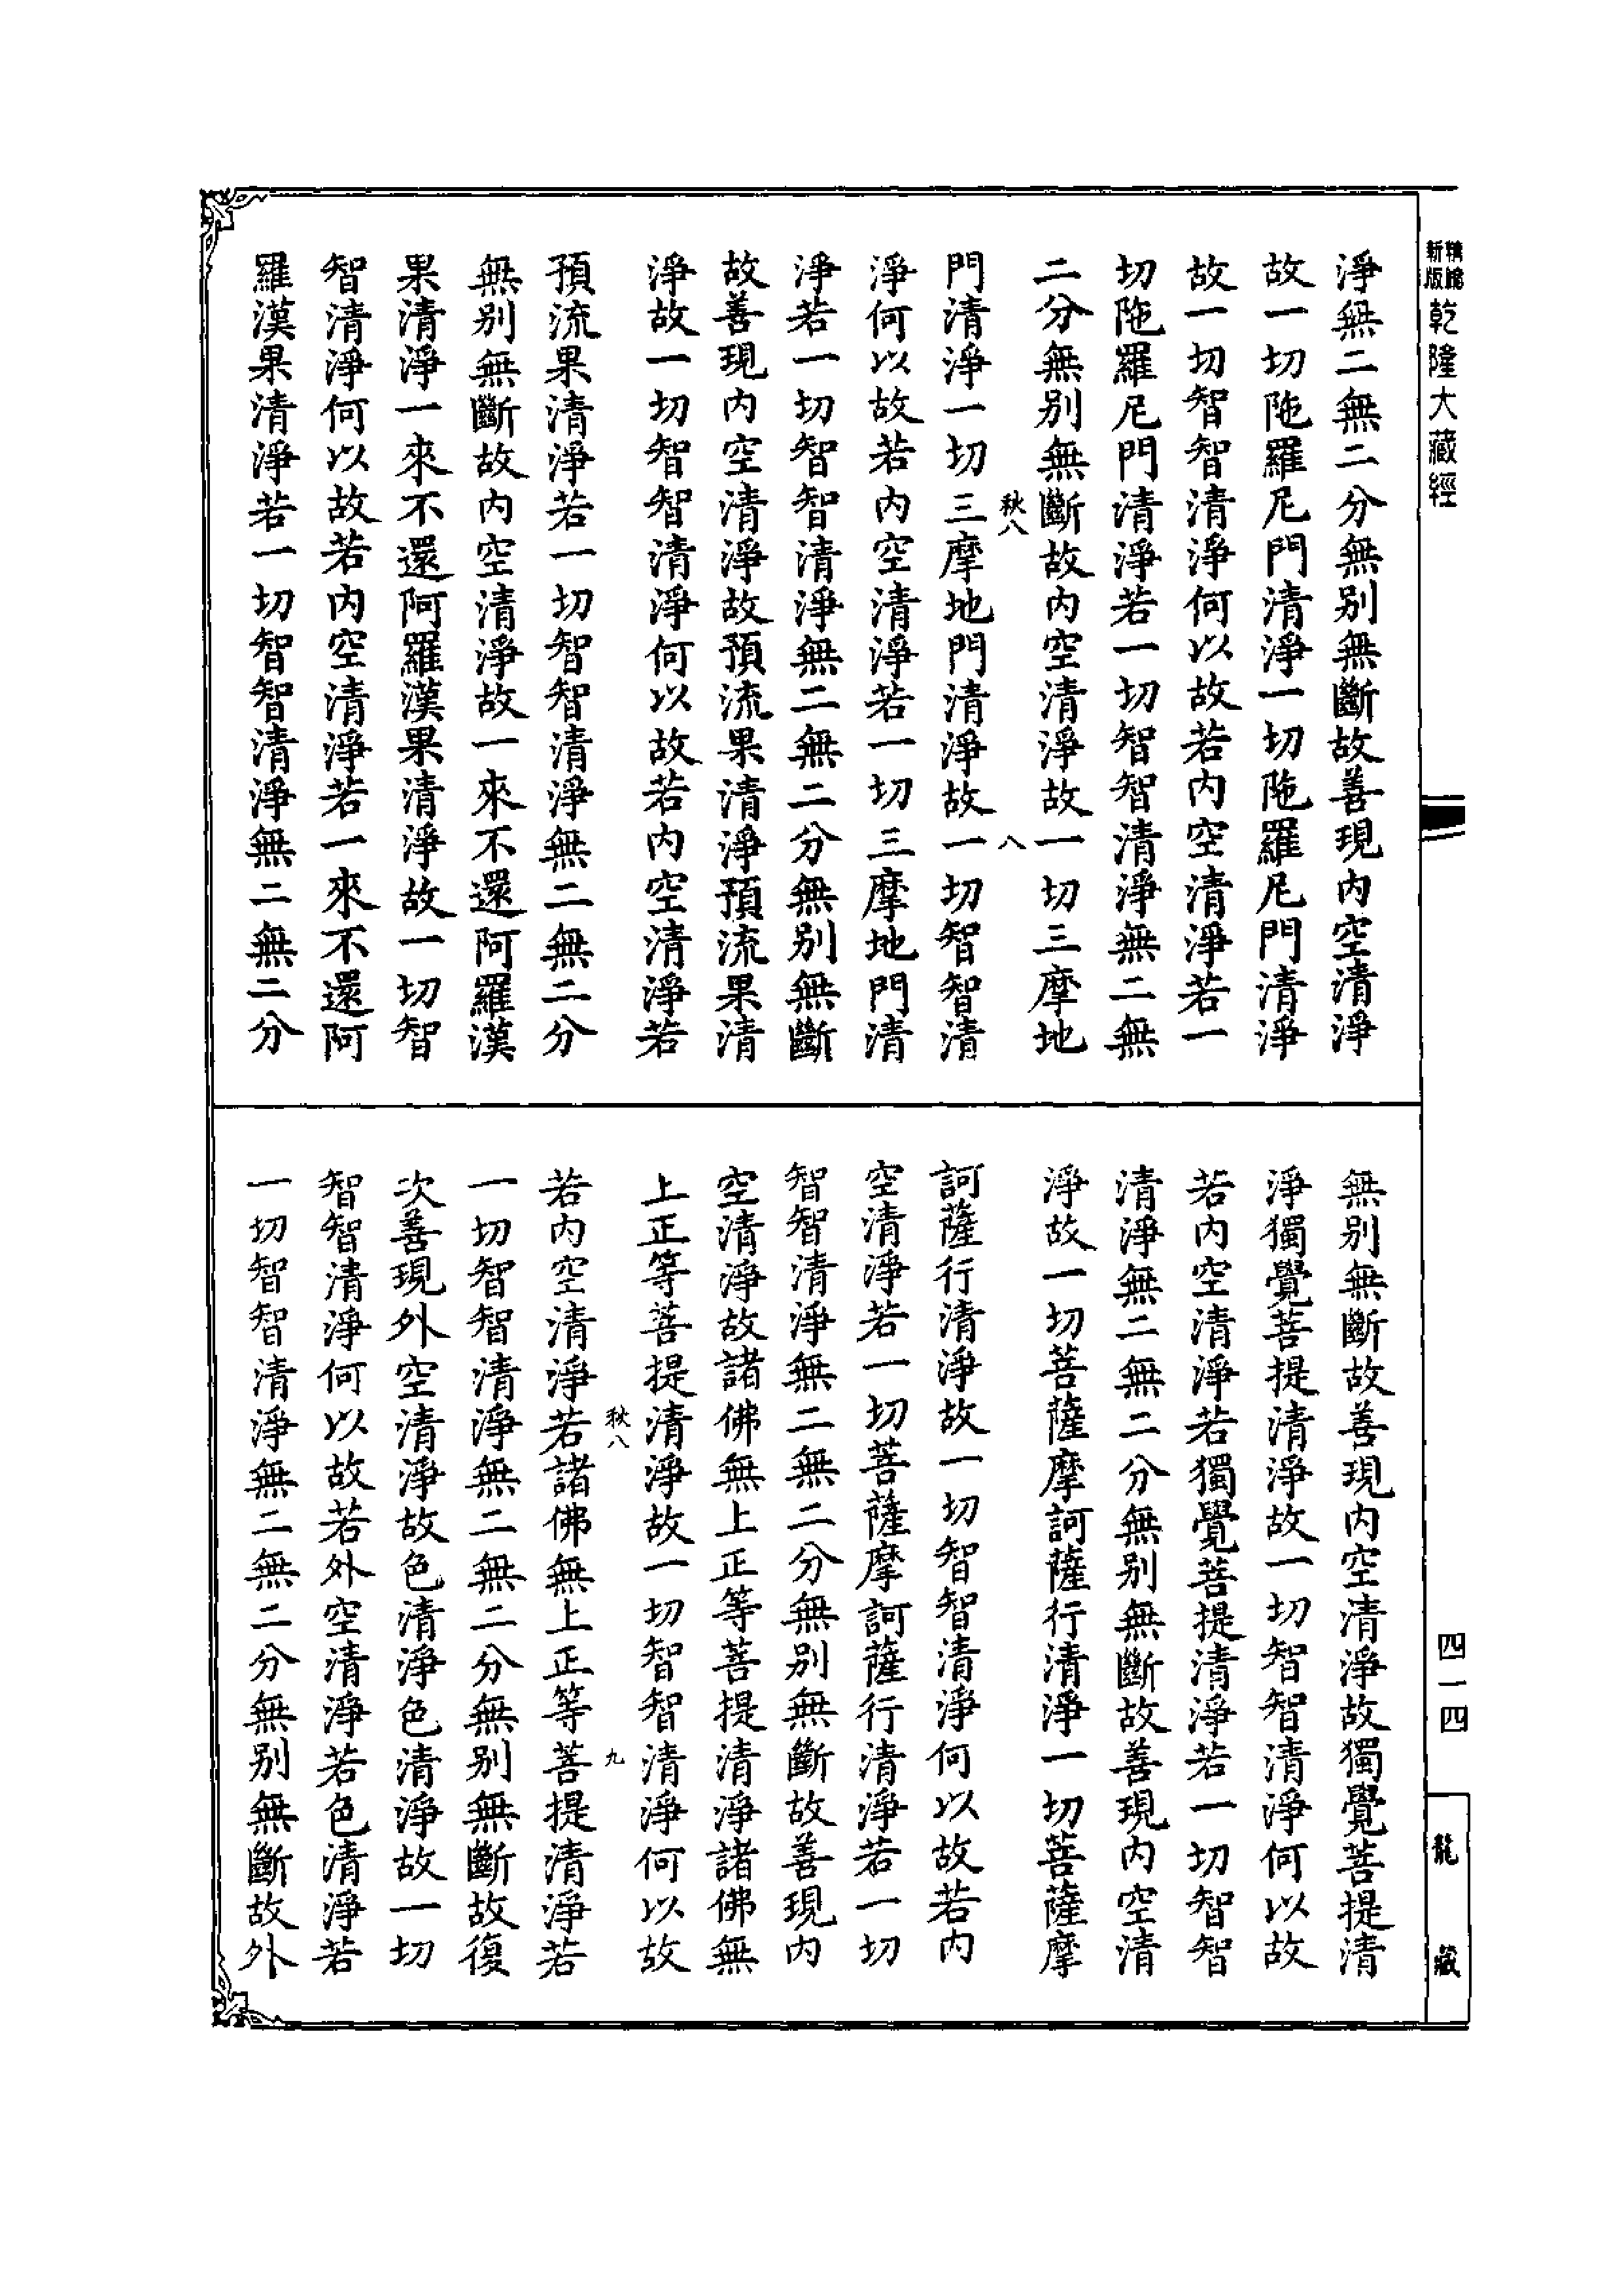 精縮新版乾隆大藏經
淨無二無二分無別無斷故善現內空清淨
故一切陁羅尼門清淨一切陁羅尼門清淨
故一切智智清淨何以故若內空清淨若一
切陁羅尼門清淨若一切智智清淨無二無
二分無別無斷故內空清淨故一切三摩地
秋八
八
門清淨一切三摩地門清淨故一切智智清
淨何以故若內空清淨若一切三摩地門清
淨若一切智智清淨無二無二分無別無斷
故善現內空清淨故預流果清淨預流果清
淨故一切智智清淨何以故若內空清淨若
預流果清淨若一切智智清淨無二無二分
無別無斷故內空清淨故一來不還阿羅漢
果清淨一來不還阿羅漢果清淨故一切智
智清淨何以故若內空清淨若一來不還阿
羅漢果清淨若一切智智清淨無二無二分
無別無斷故善現內空清淨故獨覺菩提清
淨獨覺菩提清淨故一切智智清淨何以故
若內空清淨若獨覺菩提清淨若一切智智
清淨無二無二分無別無斷故善現內空清
淨故一切菩薩摩訶薩行清淨一切菩薩摩
訶薩行清淨故一切智智清淨何以故若內
空清淨若一切菩薩摩訶薩行清淨若一切
智智清淨無二無二分無別無斷故善現內
空清淨故諸佛無上正等菩提清淨諸佛無
上正等菩提清淨故一切智智清淨何以故
秋八
九
若內空清淨若諸佛無上正等菩提清淨若
一切智智清淨無二無二分無別無斷故復
次善現外空清淨故色清淨色清淨故一切
智智清淨何以故若外空清淨若色清淨若
一切智智清淨無二無二分無別無斷故外
四一四
龍藏